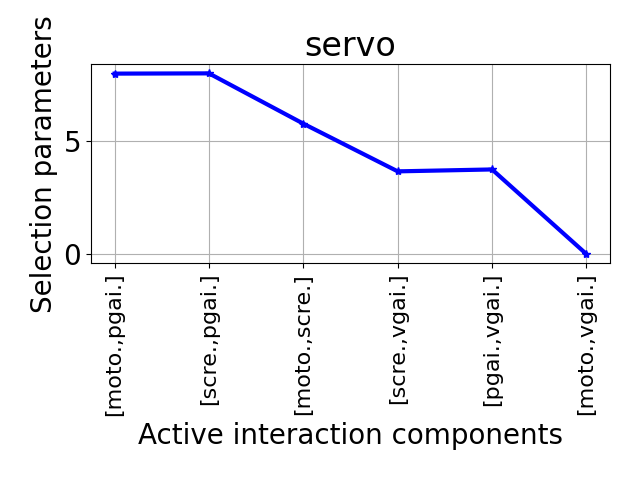 servo
Selection parameters
5
0
[moto.,pgai.]
[scre.,pgai.]
[moto.,scre.]
[scre.,vgai.]
[pgai.,vgai.]
[moto.,vgai.]
Active interaction components